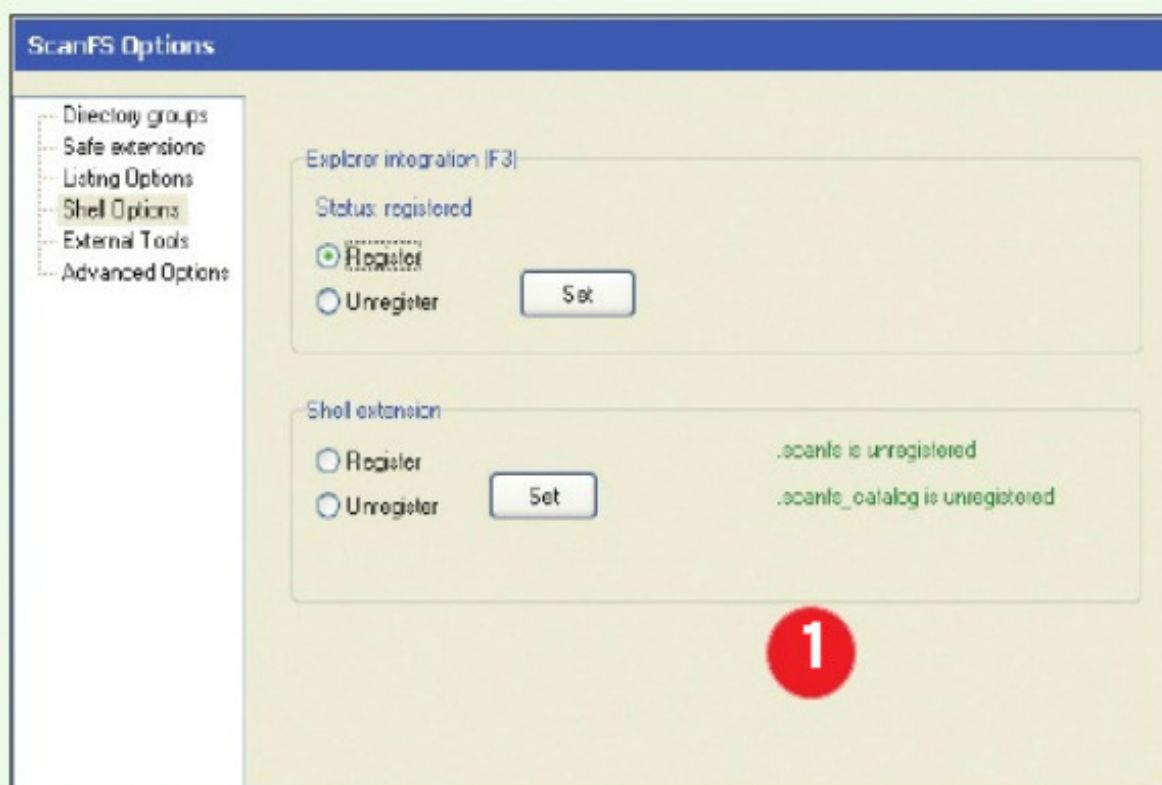 ScanFS Options
Directory groups
Safe extensions
Listing Options
Shell Options
External Tools
Advanced Options
Explorer integration (F3)
Status: registered
Register
Unregister
Set
Shell extension
Register
Unregister
Set
.scanfs is unregistered
.scanfs_catalog is unregistered
1